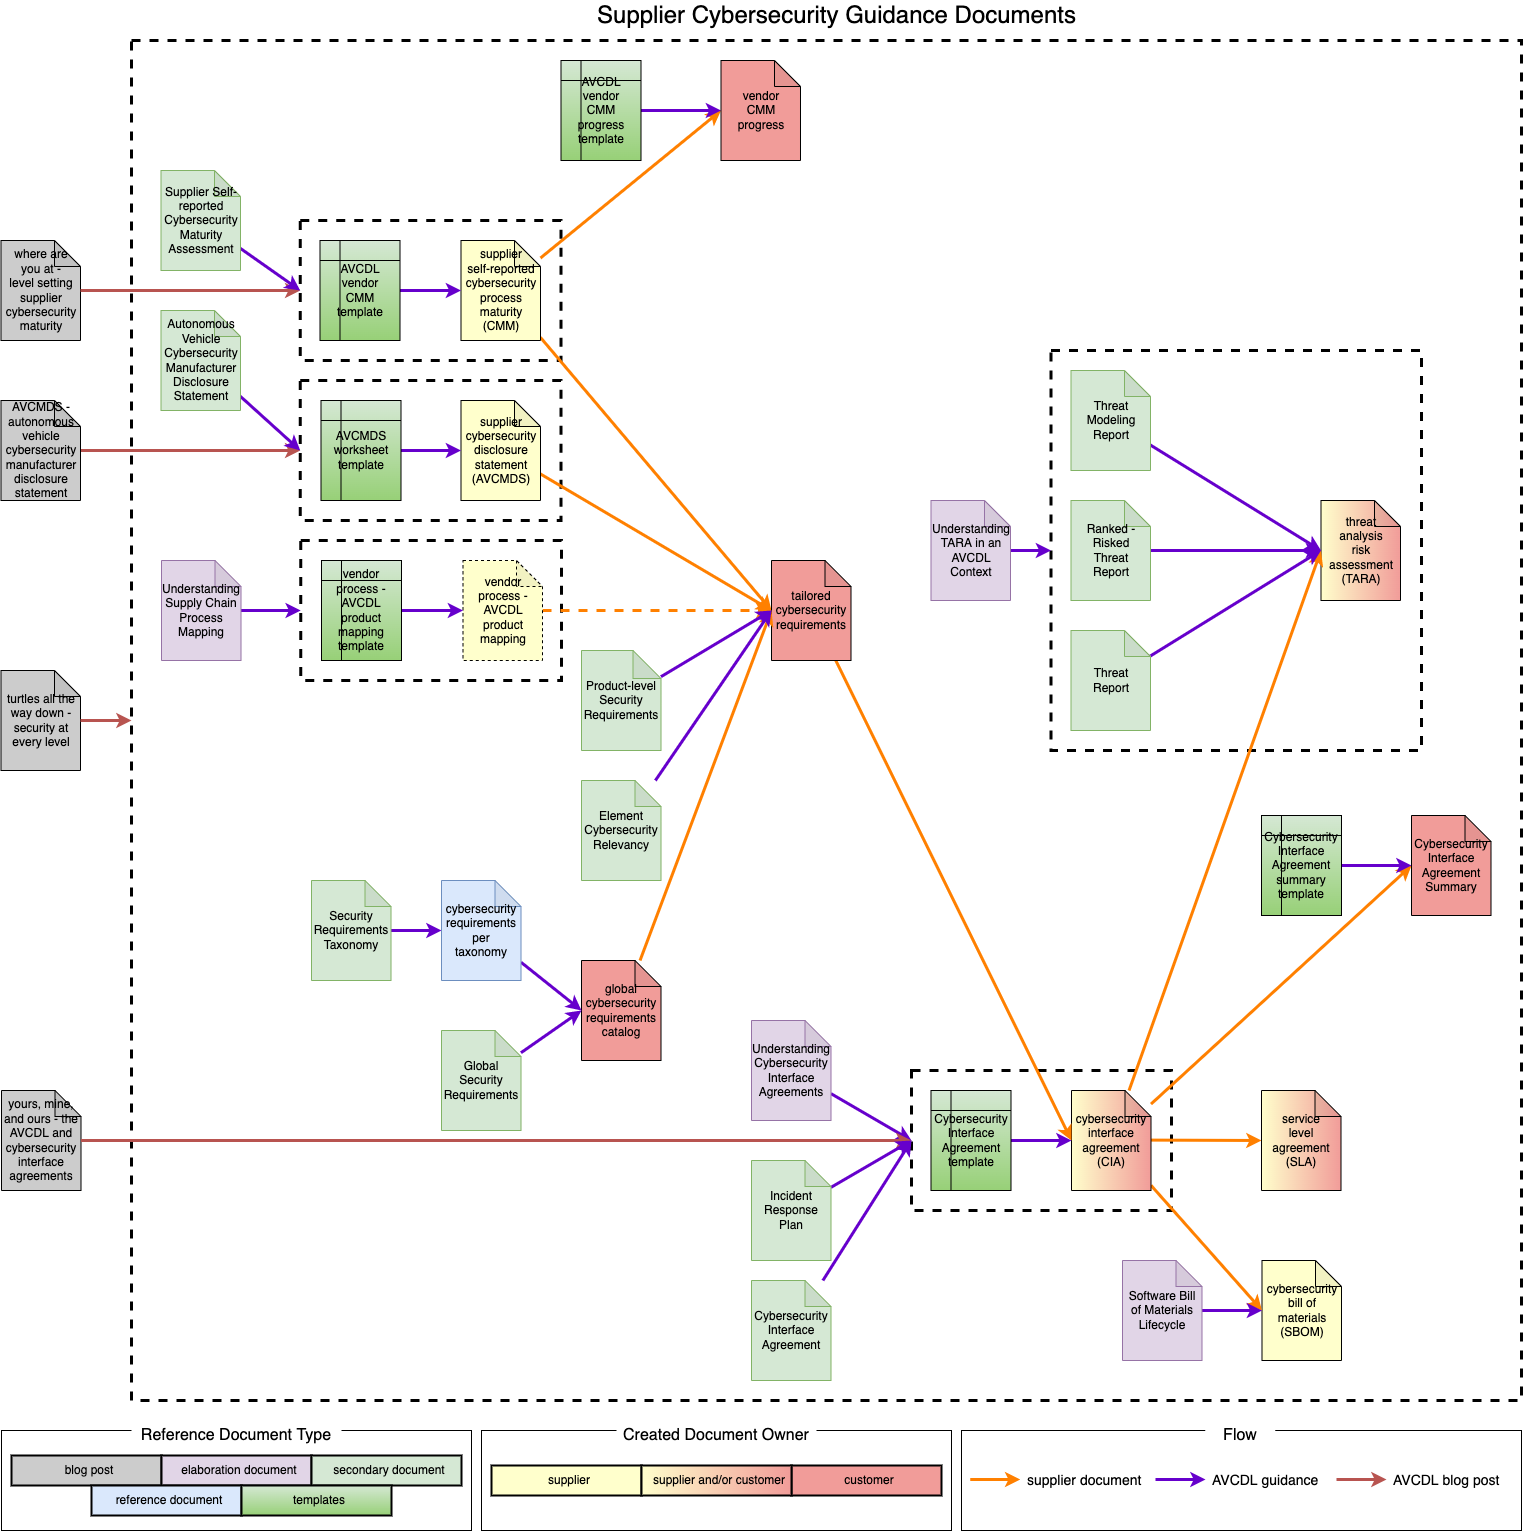 Supplier Cybersecurity Guidance Documents
AVCDL
vendor
CMM
progress
template
vendor
CMM
progress
Supplier Self-
reported
Cybersecurity
Maturity
Assessment
where are
you at -
level setting
supplier
cybersecurity
maturity
AVCDL
vendor
CMM
template
supplier
self-reported
cybersecurity
process
maturity
(CMM)
Autonomous
Vehicle
Cybersecurity
Manufacturer
Disclosure
Statement
AVCMDS -
autonomous
vehicle
cybersecurity
manufacturer
disclosure
statement
AVCMDS
worksheet
template
supplier
cybersecurity
disclosure
statement
(AVCMDS)
Threat
Modeling
Report
Understanding
TARA in an
AVCDL
Context
Ranked -
Risked
Threat
Report
threat
analysis
risk
assessment
(TARA)
Understanding
Supply Chain
Process
Mapping
vendor
process -
AVCDL
product
mapping
template
vendor
process -
AVCDL
product
mapping
tailored
cybersecurity
requirements
Threat
Report
turtles all the
way down -
security at
every level
Product-level
Security
Requirements
Element
Cybersecurity
Relevancy
Cybersecurity
Interface
Agreement
summary
template
Cybersecurity
Interface
Agreement
Summary
Security
Requirements
Taxonomy
cybersecurity
requirements
per
taxonomy
global
cybersecurity
requirements
catalog
Global
Security
Requirements
Understanding
Cybersecurity
Interface
Agreements
yours, mine,
and ours - the
AVCDL and
cybersecurity
interface
agreements
Cybersecurity
Interface
Agreement
template
cybersecurity
interface
agreement
(CIA)
service
level
agreement
(SLA)
Incident
Response
Plan
Cybersecurity
Interface
Agreement
Software Bill
of Materials
Lifecycle
cybersecurity
bill of
materials
(SBOM)
Reference Document Type
blog post
elaboration document
secondary document
reference document
templates
Created Document Owner
supplier
supplier and/or customer
customer
Flow
supplier document
AVCDL guidance
AVCDL blog post